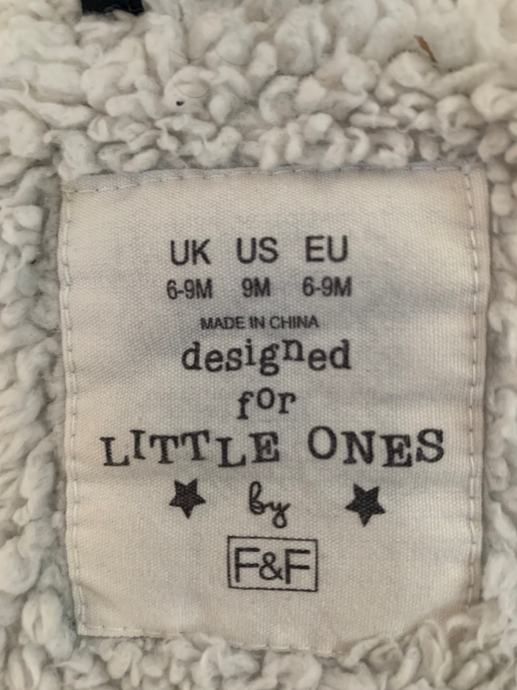 UK US EU
6-9M 9M 6-9M
MADE IN CHINA
designed
for
LITTLE ONES
by
F&F